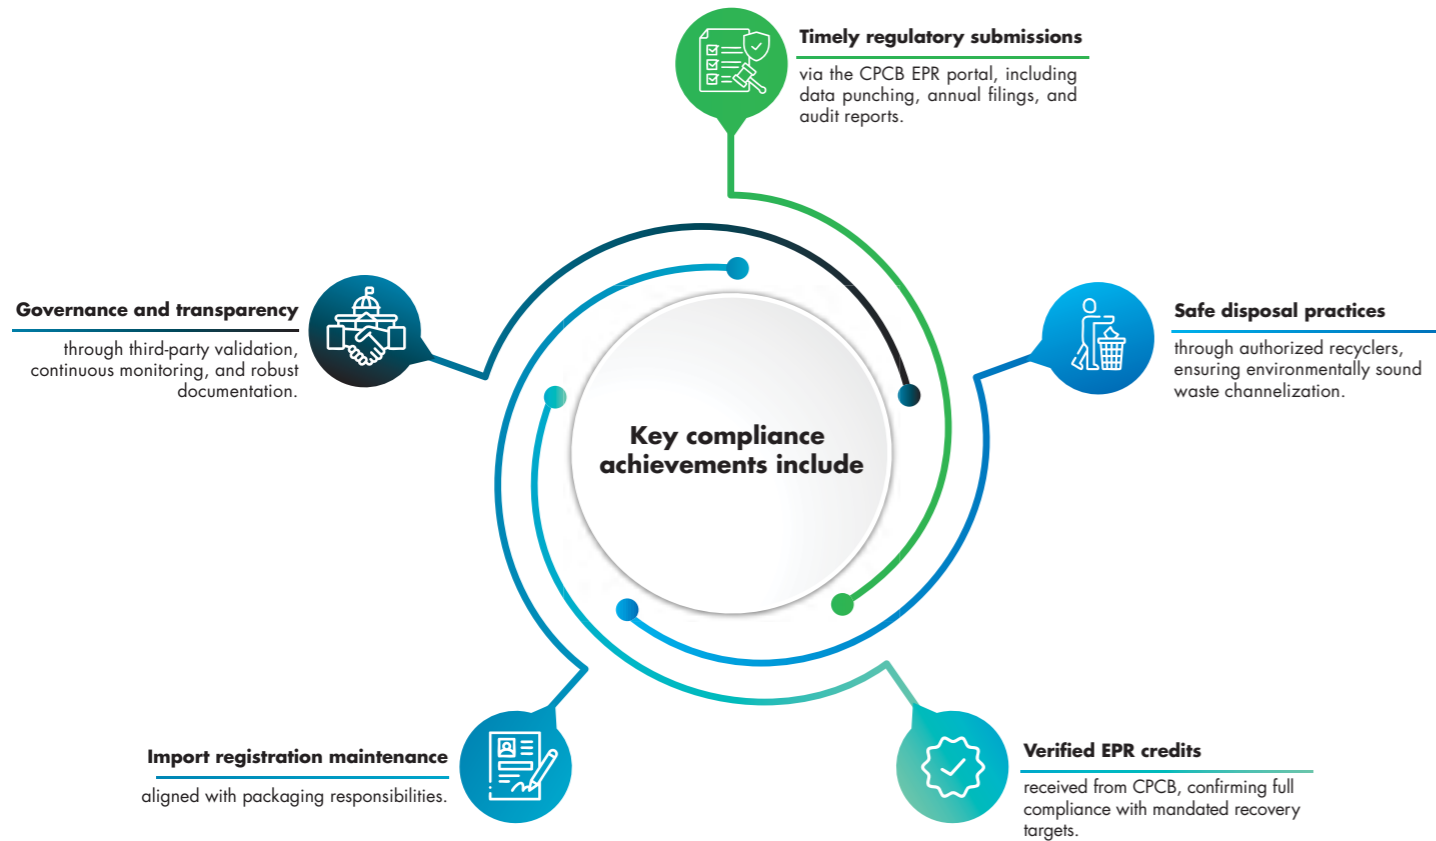 Timely regulatory submissions
via the CPCB EPR portal, including
data punching, annual filings, and
audit reports.
Governance and transparency
through third-party validation,
continuous monitoring, and robust
documentation.
Safe disposal practices
through authorized recyclers,
ensuring environmentally sound
waste channelization.
Key compliance
achievements include
Import registration maintenance
aligned with packaging responsibilities.
Verified EPR credits
received from CPCB, confirming full
compliance with mandated recovery
targets.